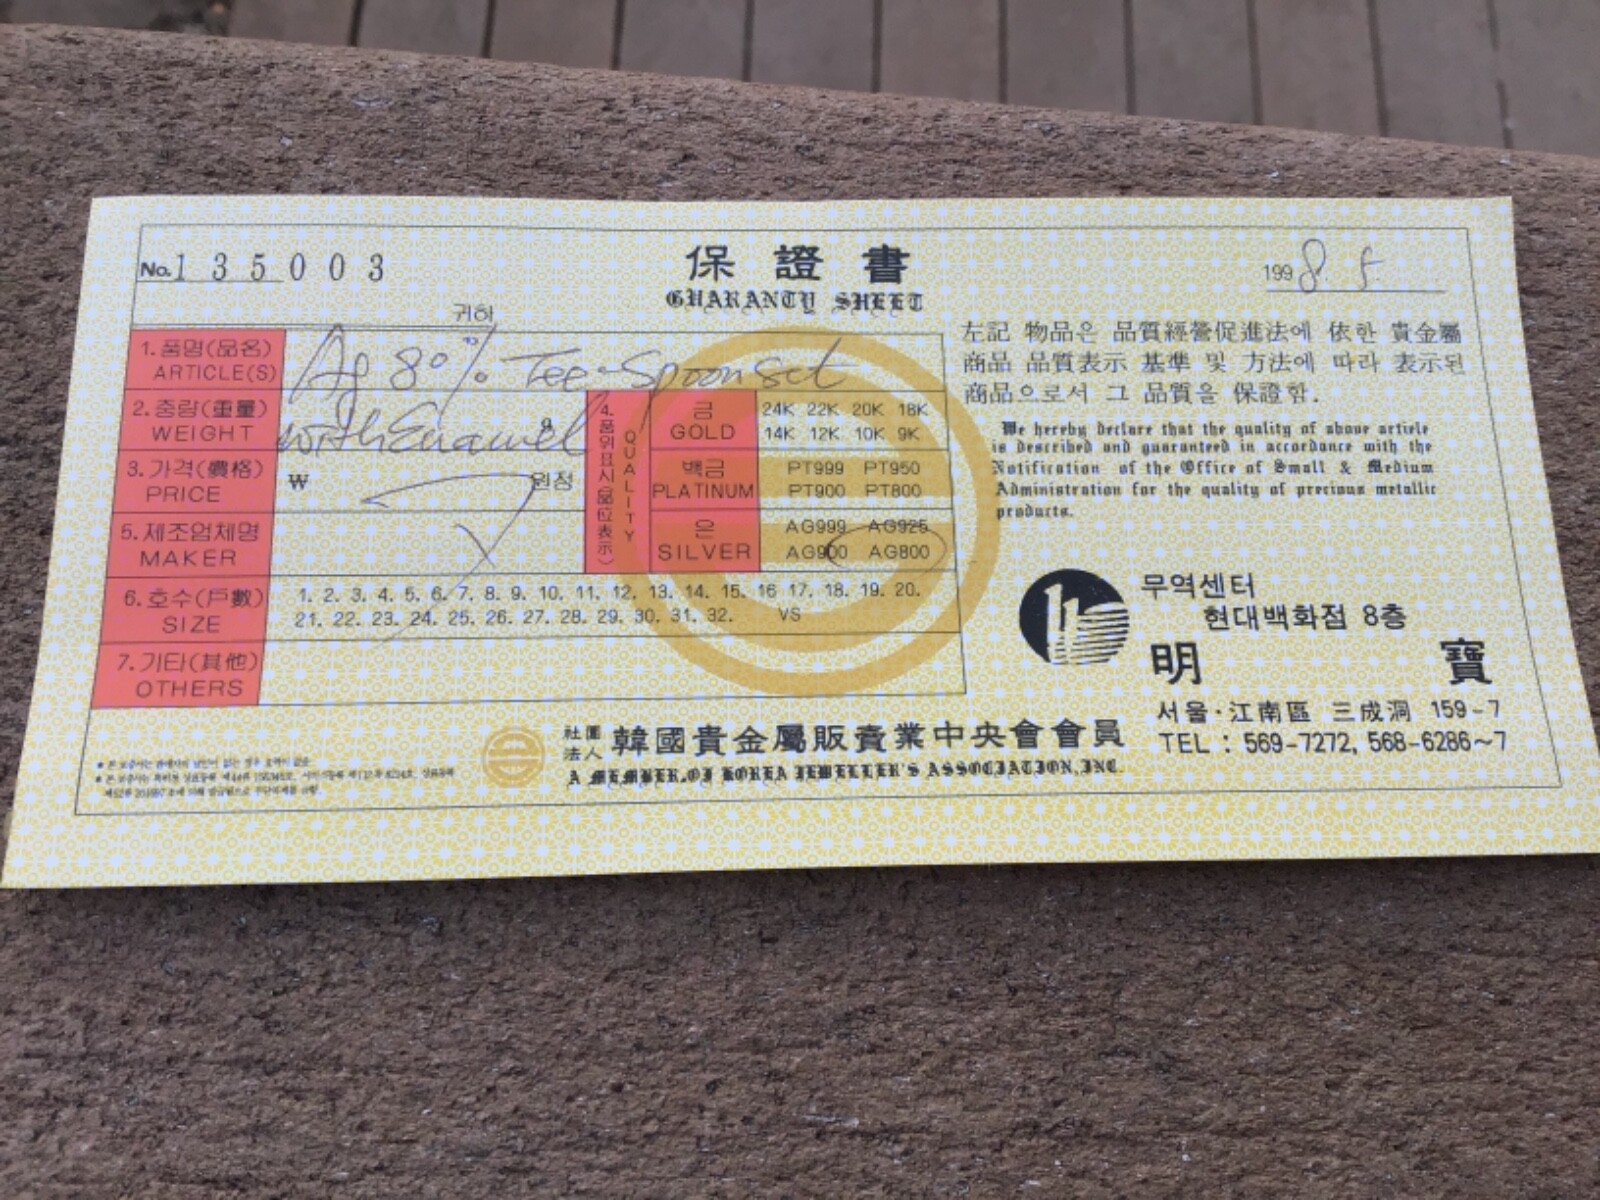 No. 135003
保證書
GUARANTY SHEET
1998 5
귀하
1. 품명(品名)
ARTICLE(S)
Ag 80% Tee-Spoon set
with Enamel
2. 중량(重量)
WEIGHT
g
3. 가격(價格)
PRICE
₩ 원정
4. 품위표시(品位表示)
QUALITY
금
GOLD
24K 22K 20K 18K
14K 12K 10K 9K
백금
PLATINUM
PT999 PT950
PT900 PT800
은
SILVER
AG999 AG925
AG900 AG800
5. 제조업체명
MAKER
6. 호수(戶數)
SIZE
1. 2. 3. 4. 5. 6. 7. 8. 9. 10. 11. 12. 13. 14. 15. 16 17. 18. 19. 20.
21. 22. 23. 24. 25. 26. 27. 28. 29. 30. 31. 32. VS
7. 기타(其他)
OTHERS
左記 物品은 品質經營促進法에 依한 貴金屬
商品 品質表示 基準 및 方法에 따라 表示된
商品으로서 그 品質을 保證함.
We hereby declare that the quality of above article
is described and guaranteed in accordance with the
Notification of the Office of Small & Medium
Administration for the quality of precious metallic
products.
무역센터
현대백화점 8층
明寶
서울·江南區 三成洞 159-7
TEL : 569-7272, 568-6286~7
社團法人 韓國貴金屬販賣業中央會會員
A MEMBER.OF KOREA JEWELLER'S ASSOCIATION,INC.